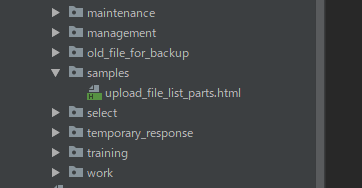 maintenance
management
old_file_for_backup
samples
upload_file_list_parts.html
select
temporary_response
training
work